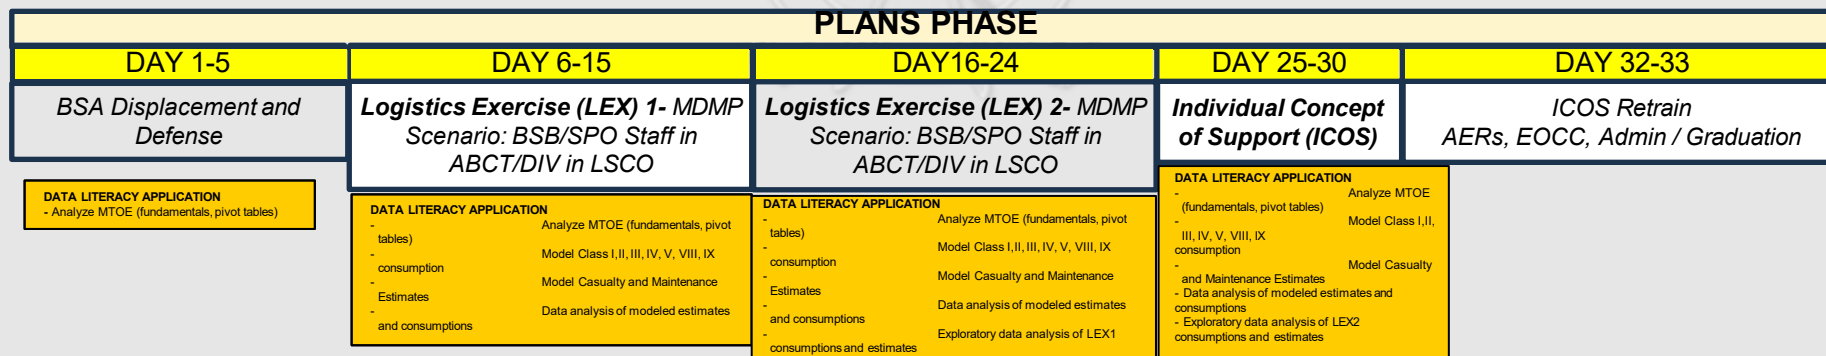 PLANS PHASE
DAY 1-5
BSA Displacement and
Defense
DATA LITERACY APPLICATION
- Analyze MTOE (fundamentals, pivot tables)
DAY 6-15
Logistics Exercise (LEX) 1- MDMP
Scenario: BSB/SPO Staff in
ABCT/DIV in LSCO
DATA LITERACY APPLICATION
- Analyze MTOE (fundamentals, pivot
tables)
- Model Class I,II, III, IV, V, VIII, IX
consumption
- Model Casualty and Maintenance
Estimates
- Data analysis of modeled estimates
and consumptions
DAY16-24
Logistics Exercise (LEX) 2- MDMP
Scenario: BSB/SPO Staff in
ABCT/DIV in LSCO
DATA LITERACY APPLICATION
- Analyze MTOE (fundamentals, pivot
tables)
- Model Class I,II, III, IV, V, VIII, IX
consumption
- Model Casualty and Maintenance
Estimates
- Data analysis of modeled estimates
and consumptions
- Exploratory data analysis of LEX1
consumptions and estimates
DAY 25-30
Individual Concept
of Support (ICOS)
DATA LITERACY APPLICATION
- Analyze MTOE
(fundamentals, pivot tables)
- Model Class I,II,
III, IV, V, VIII, IX
consumption
- Model Casualty
and Maintenance Estimates
- Data analysis of modeled estimates and
consumptions
- Exploratory data analysis of LEX2
consumptions and estimates
DAY 32-33
ICOS Retrain
AERs, EOCC, Admin / Graduation